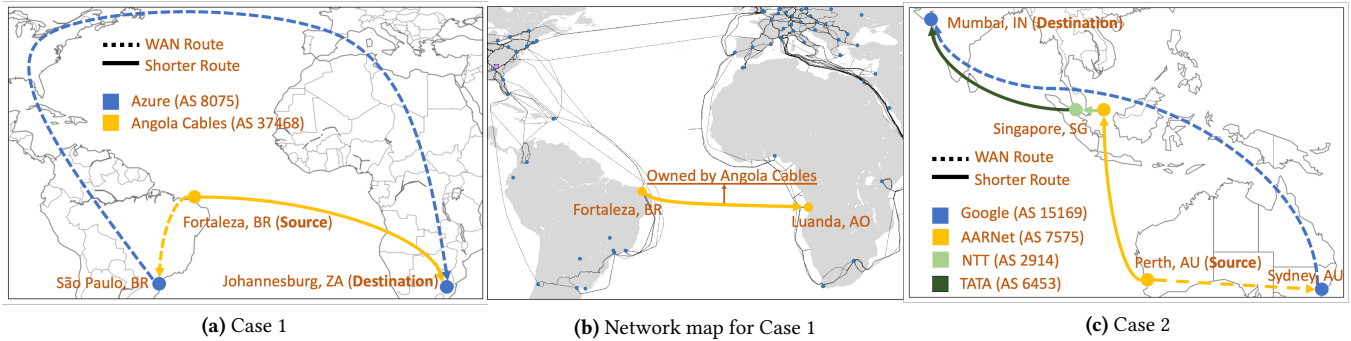 WAN Route
Shorter Route
Azure (AS 8075)
Angola Cables (AS 37468)
Fortaleza, BR (Source)
São Paulo, BR
Johannesburg, ZA (Destination)
(a) Case 1
Owned by Angola Cables
Fortaleza, BR
Luanda, AO
(b) Network map for Case 1
Mumbai, IN (Destination)
Singapore, SG
WAN Route
Shorter Route
Google (AS 15169)
AARNet (AS 7575)
NTT (AS 2914)
TATA (AS 6453)
Perth, AU (Source)
Sydney, AU
(c) Case 2